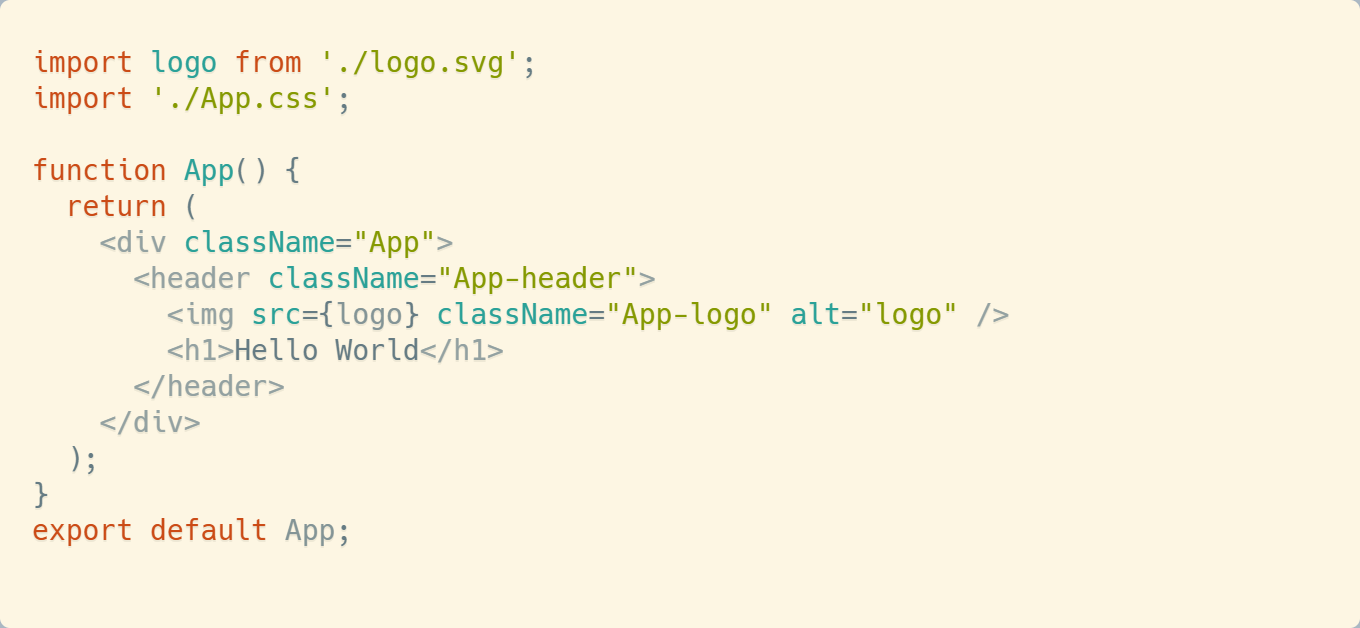 import logo from './logo.svg';
import './App.css';

function App() {
  return (
    <div className="App">
      <header className="App-header">
        <img src={logo} className="App-logo" alt="logo" />
        <h1>Hello World</h1>
      </header>
    </div>
  );
}
export default App;